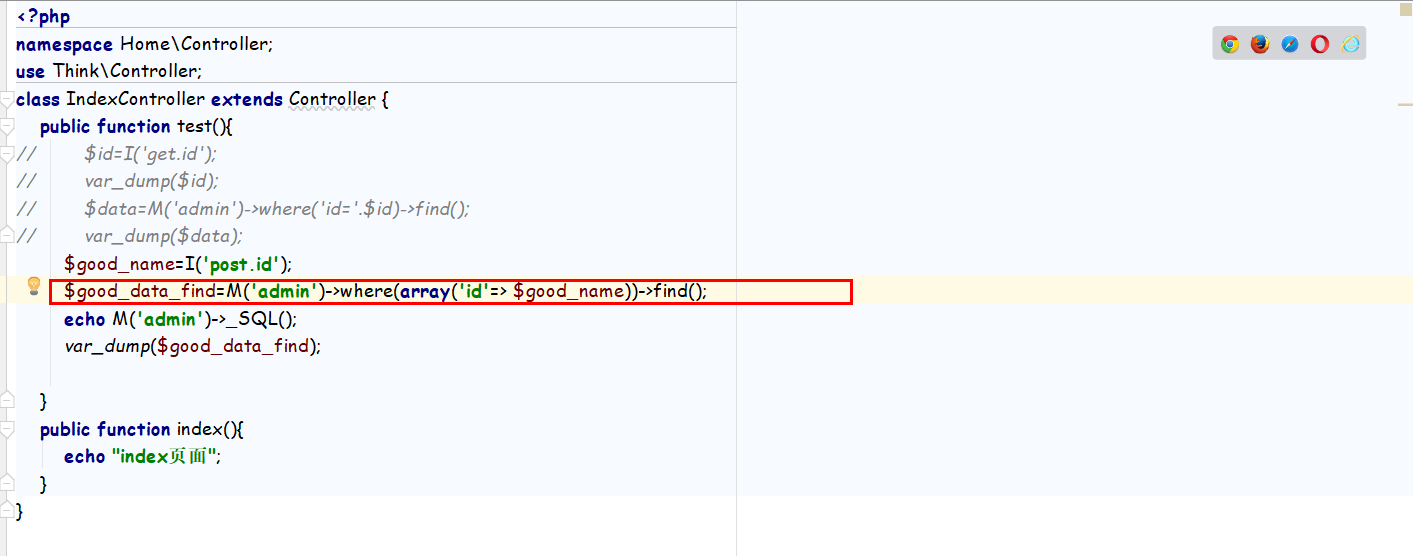 <?php
namespace Home\Controller;
use Think\Controller;
class IndexController extends Controller {
    public function test(){
//        $id=I('get.id');
//        var_dump($id);
//        $data=M('admin')->where('id='.$id)->find();
//        var_dump($data);
        $good_name=I('post.id');
        $good_data_find=M('admin')->where(array('id'=> $good_name))->find();
        echo M('admin')->_SQL();
        var_dump($good_data_find);
    }
    public function index(){
        echo "index页面";
    }
}